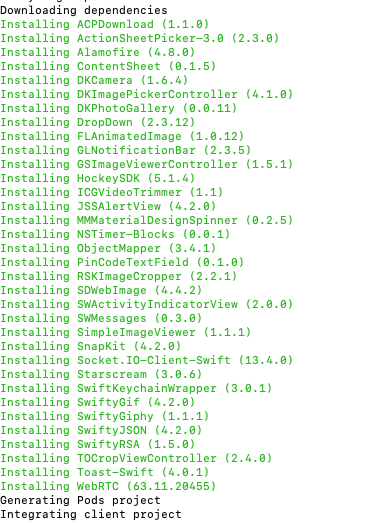 Downloading dependencies
Installing ACPDownload (1.1.0)
Installing ActionSheetPicker-3.0 (2.3.0)
Installing Alamofire (4.8.0)
Installing ContentSheet (0.1.5)
Installing DKCamera (1.6.4)
Installing DKImagePickerController (4.1.0)
Installing DKPhotoGallery (0.0.11)
Installing DropDown (2.3.12)
Installing FLAnimatedImage (1.0.12)
Installing GLNotificationBar (2.3.5)
Installing GSImageViewerController (1.5.1)
Installing HockeySDK (5.1.4)
Installing ICGVideoTrimmer (1.1)
Installing JSSAlertView (4.2.0)
Installing MMMaterialDesignSpinner (0.2.5)
Installing NSTimer-Blocks (0.0.1)
Installing ObjectMapper (3.4.1)
Installing PinCodeTextField (0.1.0)
Installing RSKImageCropper (2.2.1)
Installing SDWebImage (4.4.2)
Installing SWActivityIndicatorView (2.0.0)
Installing SWMessages (0.3.0)
Installing SimpleImageViewer (1.1.1)
Installing SnapKit (4.2.0)
Installing Socket.IO-Client-Swift (13.4.0)
Installing Starscream (3.0.6)
Installing SwiftKeychainWrapper (3.0.1)
Installing SwiftyGif (4.2.0)
Installing SwiftyGiphy (1.1.1)
Installing SwiftyJSON (4.2.0)
Installing SwiftyRSA (1.5.0)
Installing TOCropViewController (2.4.0)
Installing Toast-Swift (4.0.1)
Installing WebRTC (63.11.20455)
Generating Pods project
Integrating client project